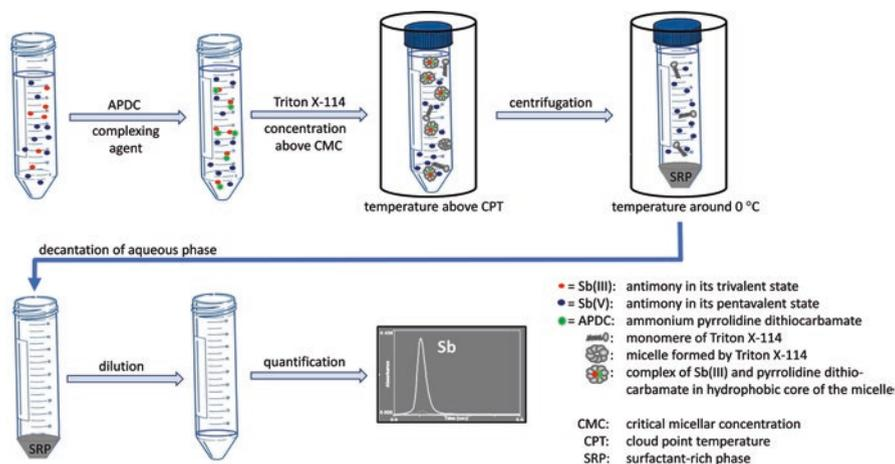 APDC
complexing
agent
Triton X-114
concentration
above CMC
centrifugation
SRP
temperature above CPT
temperature around 0 °C
decantation of aqueous phase
SRP
dilution
quantification
Sb
= Sb(III): antimony in its trivalent state
= Sb(V): antimony in its pentavalent state
= APDC: ammonium pyrrolidine dithiocarbamate
: monomere of Triton X-114
: micelle formed by Triton X-114
: complex of Sb(III) and pyrrolidine dithio-
carbamate in hydrophobic core of the micelle
CMC: critical micellar concentration
CPT: cloud point temperature
SRP: surfactant-rich phase